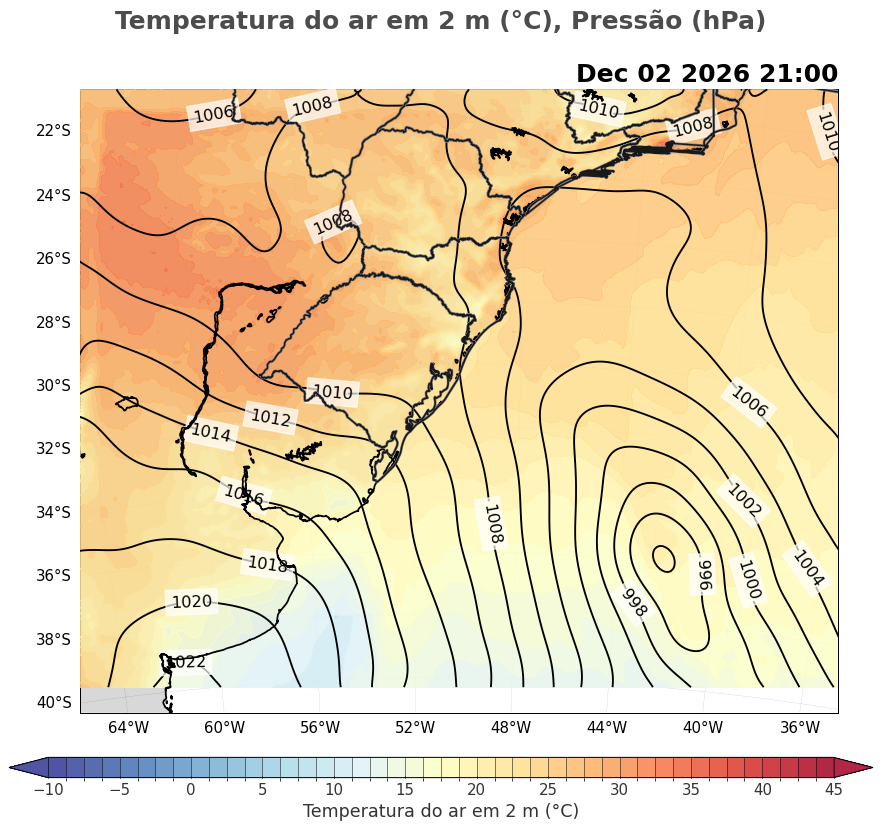 Temperatura do ar em 2 m (°C), Pressão (hPa)
Dec 02 2026 21:00
1006 1008 1010 1008 1010
22°S
24°S
1008
26°S
28°S
30°S
1010 1006
1012
1014
32°S
1016 1002
34°S
1008
1018 996 1000 1004
36°S
1020 998
38°S
1022
40°S
64°W 60°W 56°W 52°W 48°W 44°W 40°W 36°W
−10 −5 0 5 10 15 20 25 30 35 40 45
Temperatura do ar em 2 m (°C)